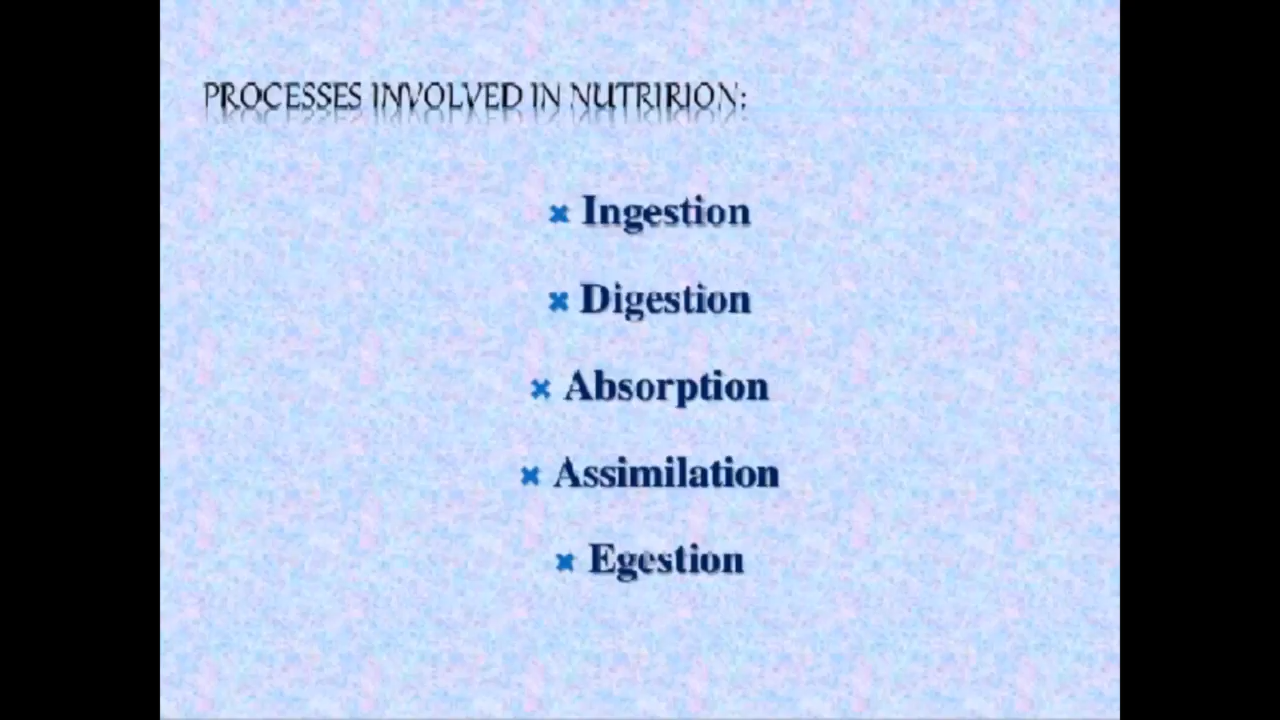 PROCESSES INVOLVED IN NUTRIRION:
Ingestion
Digestion
Absorption
Assimilation
Egestion